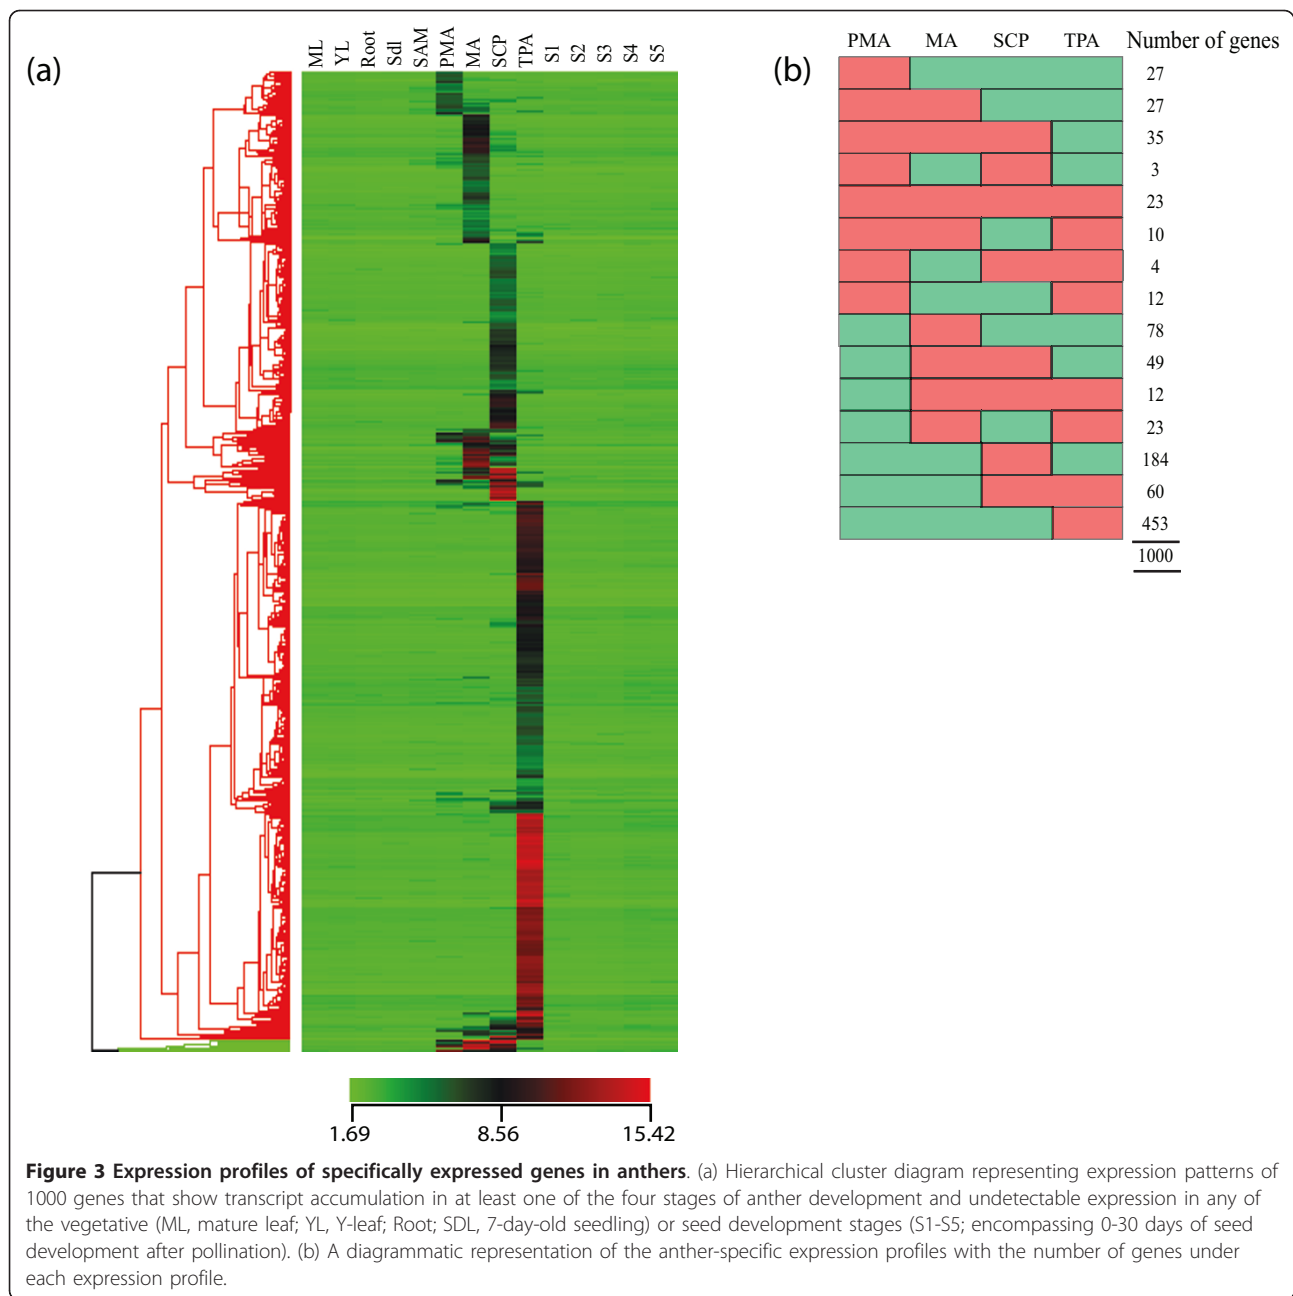 (a)
ML
YL
Root
Sdl
SAM
PMA
MA
SCP
TPA
S1
S2
S3
S4
S5
1.69
8.56
15.42
(b)
PMA MA SCP TPA Number of genes
27
27
35
3
23
10
4
12
78
49
12
23
184
60
453
1000
Figure 3 Expression profiles of specifically expressed genes in anthers. (a) Hierarchical cluster diagram representing expression patterns of
1000 genes that show transcript accumulation in at least one of the four stages of anther development and undetectable expression in any of
the vegetative (ML, mature leaf; YL, Y-leaf; Root; SDL, 7-day-old seedling) or seed development stages (S1-S5; encompassing 0-30 days of seed
development after pollination). (b) A diagrammatic representation of the anther-specific expression profiles with the number of genes under
each expression profile.